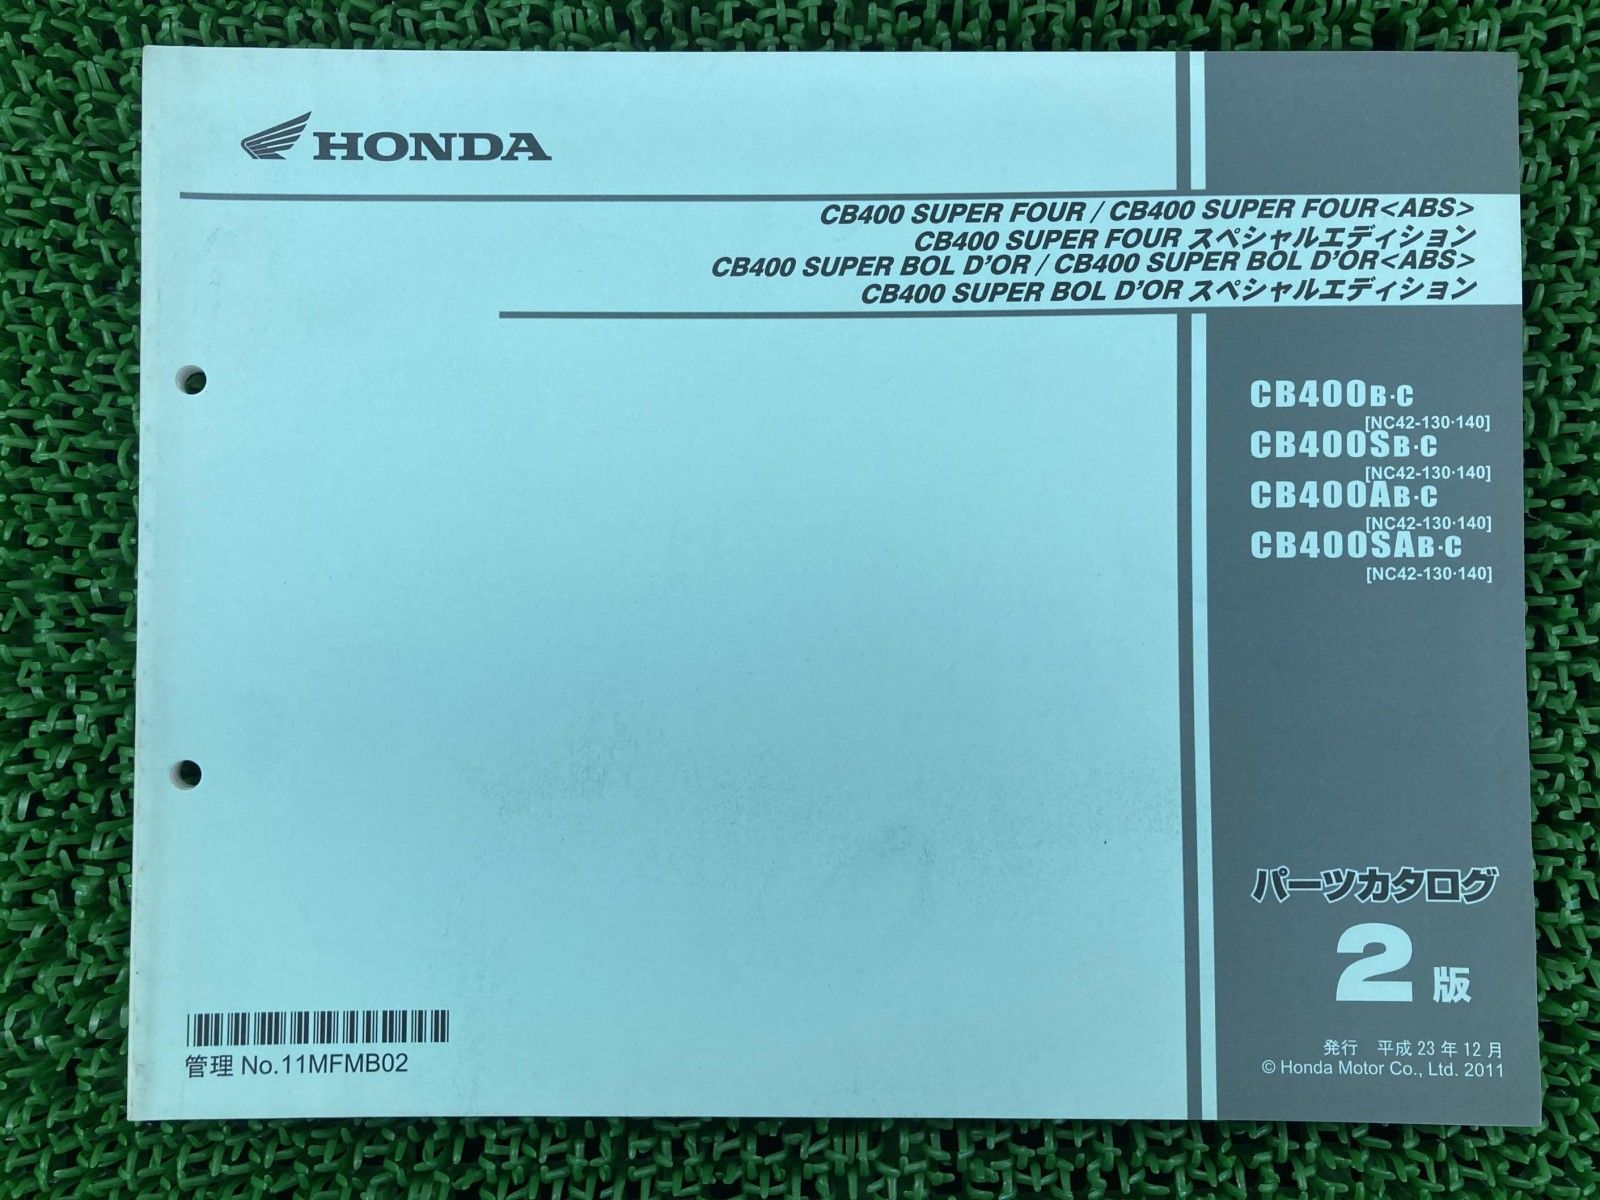 HONDA
CB400 SUPER FOUR / CB400 SUPER FOUR<ABS>
CB400 SUPER FOUR スペシャルエディション
CB400 SUPER BOL D'OR / CB400 SUPER BOL D'OR<ABS>
CB400 SUPER BOL D'OR スペシャルエディション
CB400B·C
[NC42-130·140]
CB400SB·C
[NC42-130·140]
CB400AB·C
[NC42-130·140]
CB400SAB·C
[NC42-130·140]
パーツカタログ
2版
発行 平成23年12月
© Honda Motor Co., Ltd. 2011
管理 No.11MFMB02